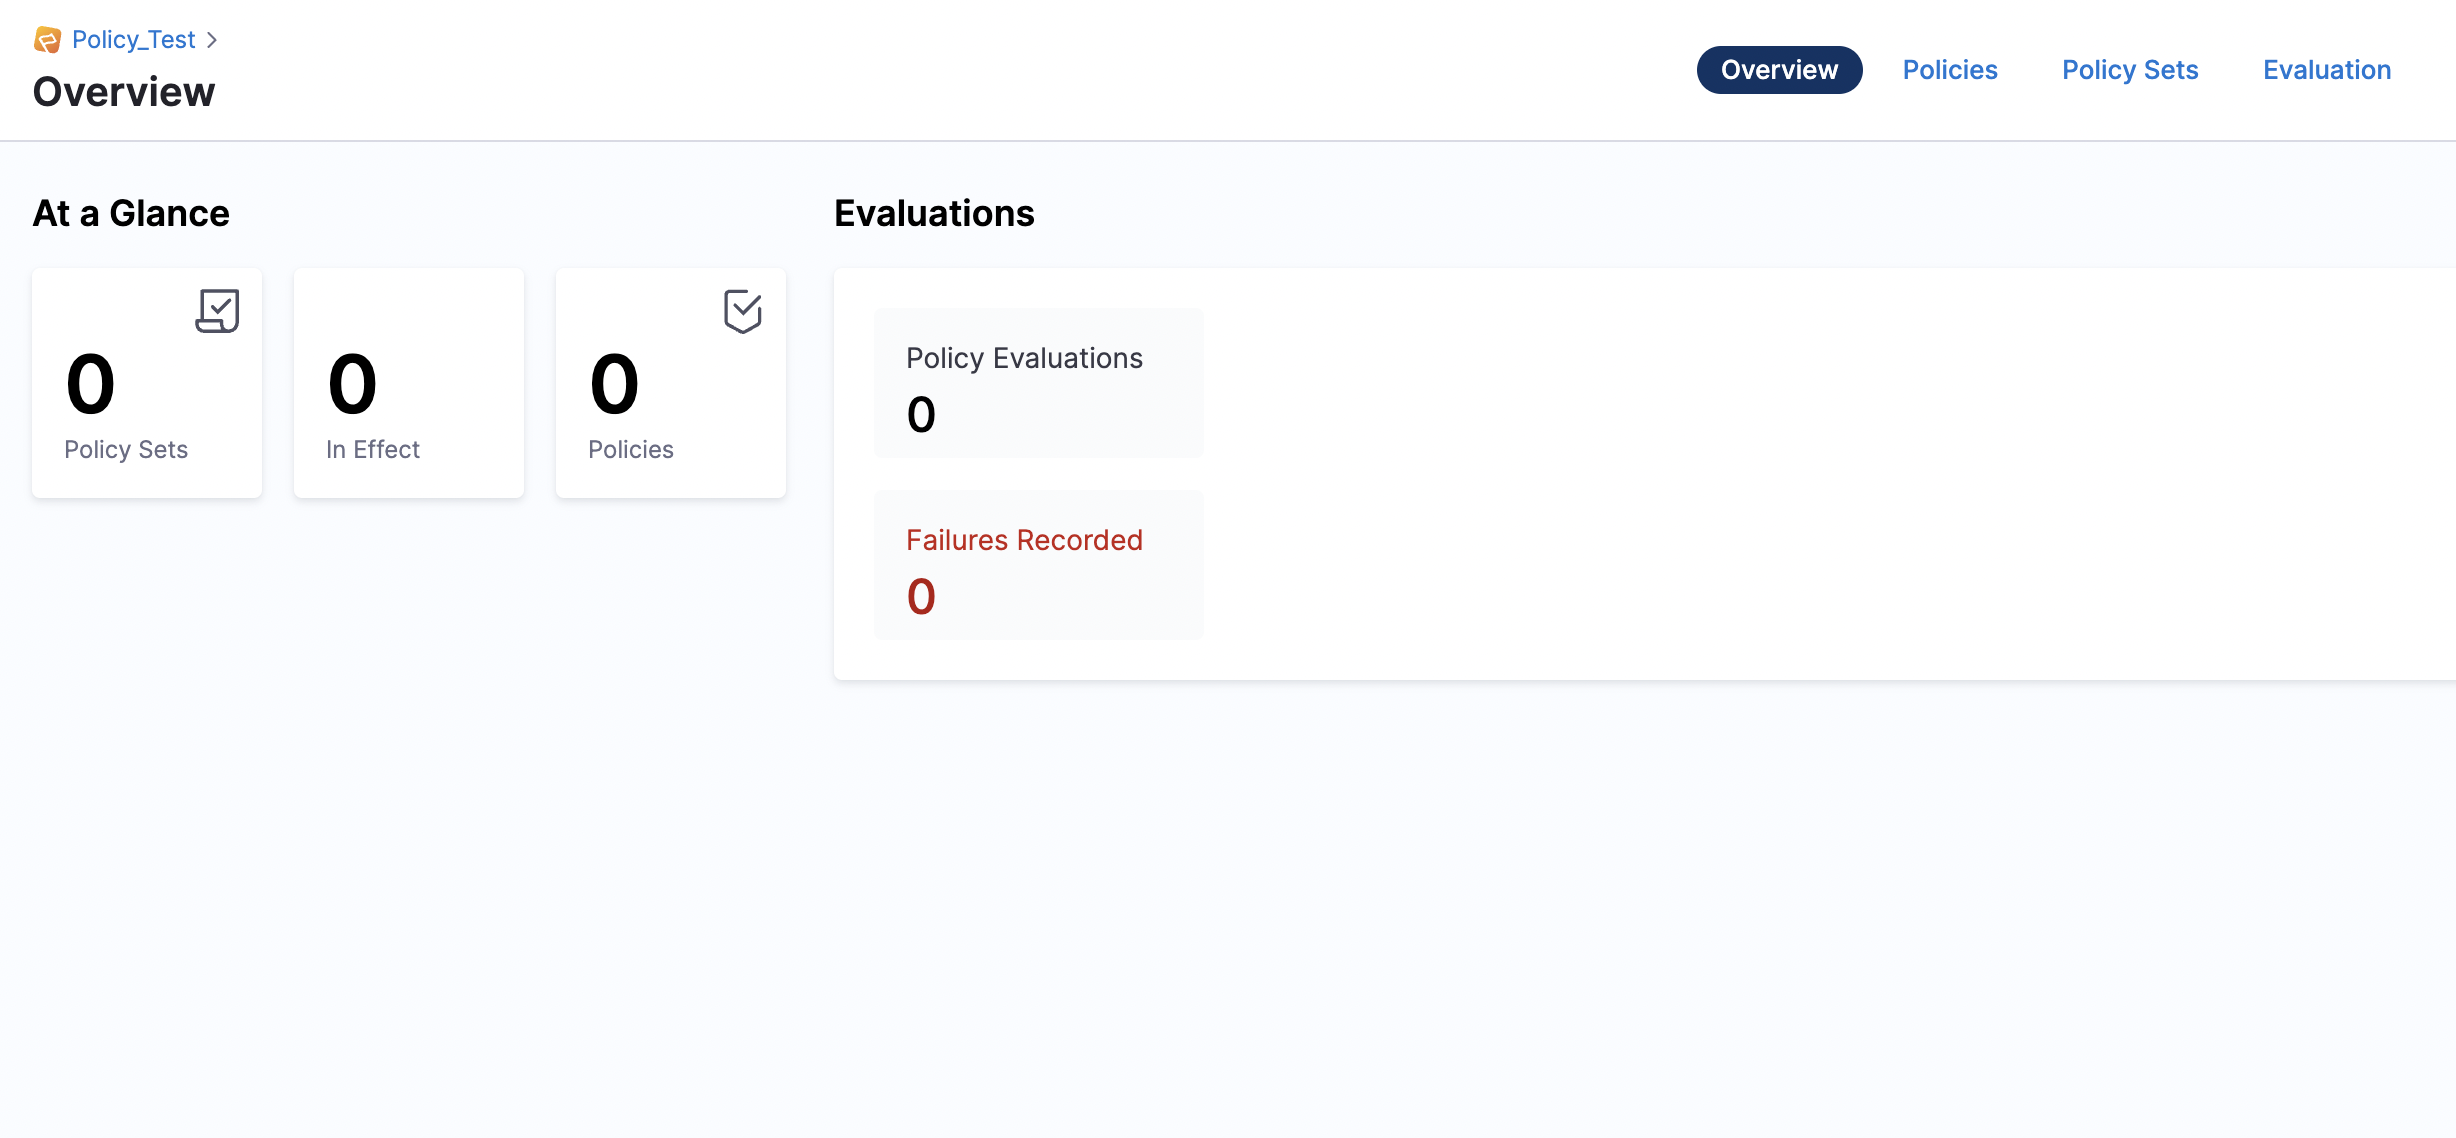 Policy_Test
Overview
Overview
Policies
Policy Sets
Evaluation
At a Glance
0
Policy Sets
0
In Effect
0
Policies
Evaluations
Policy Evaluations
0
Failures Recorded
0